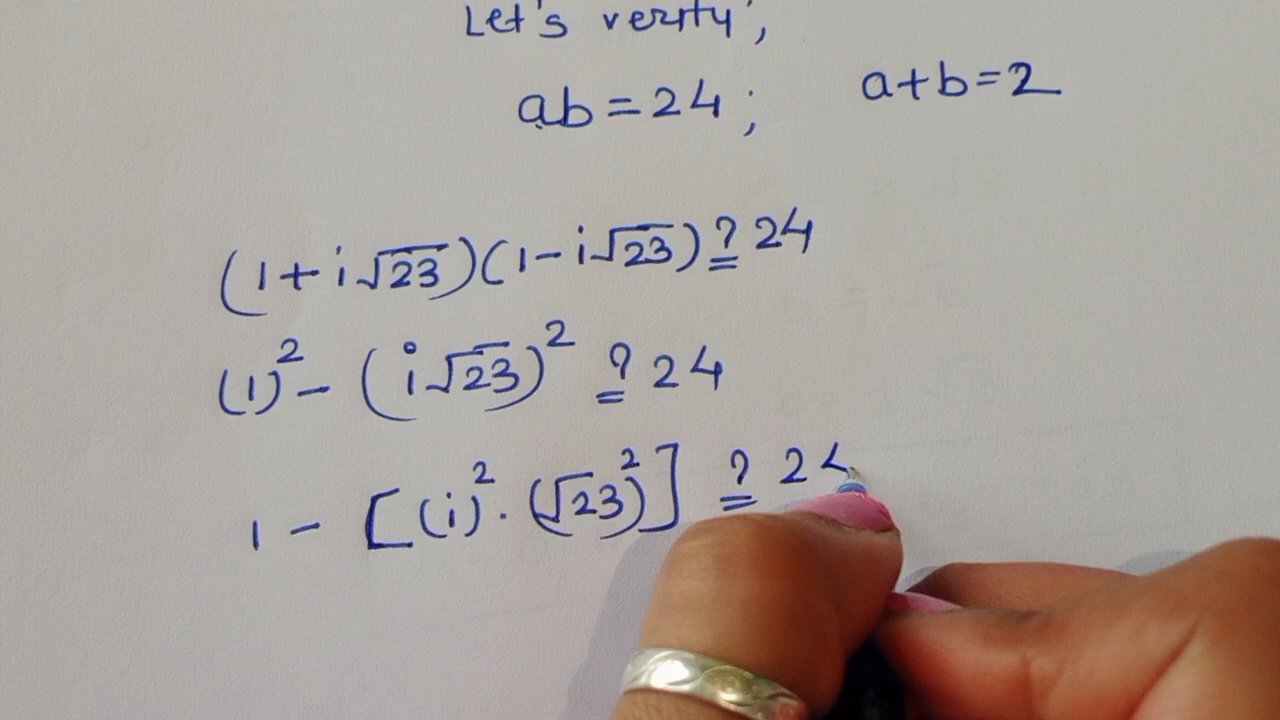 Let's verify;
ab = 24; a+b=2
(1 + i√23)(1 - i√23) ≟ 24
(1)² - (i√23)² ≟ 24
1 - [(i)² · (√23)²] ≟ 24